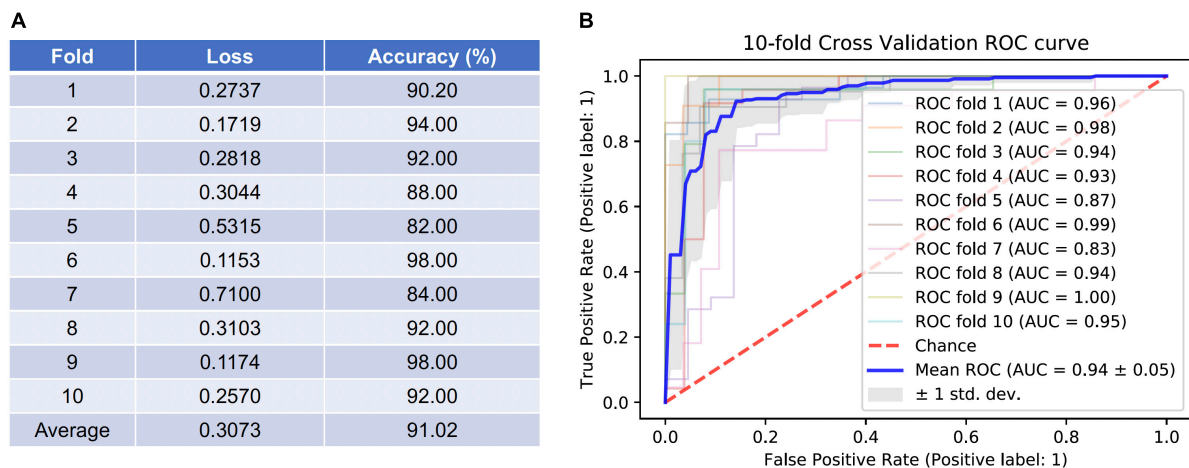 A
Fold Loss Accuracy (%)
1 0.2737 90.20
2 0.1719 94.00
3 0.2818 92.00
4 0.3044 88.00
5 0.5315 82.00
6 0.1153 98.00
7 0.7100 84.00
8 0.3103 92.00
9 0.1174 98.00
10 0.2570 92.00
Average 0.3073 91.02
B
10-fold Cross Validation ROC curve
True Positive Rate (Positive label: 1)
1.0
0.8
0.6
0.4
0.2
0.0
ROC fold 1 (AUC = 0.96)
ROC fold 2 (AUC = 0.98)
ROC fold 3 (AUC = 0.94)
ROC fold 4 (AUC = 0.93)
ROC fold 5 (AUC = 0.87)
ROC fold 6 (AUC = 0.99)
ROC fold 7 (AUC = 0.83)
ROC fold 8 (AUC = 0.94)
ROC fold 9 (AUC = 1.00)
ROC fold 10 (AUC = 0.95)
Chance
Mean ROC (AUC = 0.94 ± 0.05)
± 1 std. dev.
0.0 0.2 0.4 0.6 0.8 1.0
False Positive Rate (Positive label: 1)